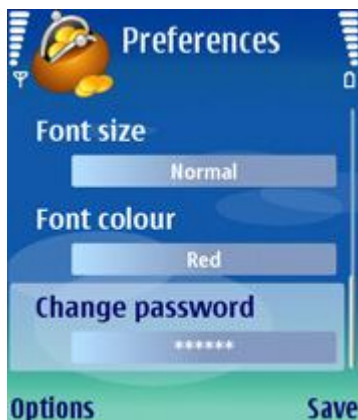 Preferences
Font size
Normal
Font colour
Red
Change password
******
Options Save